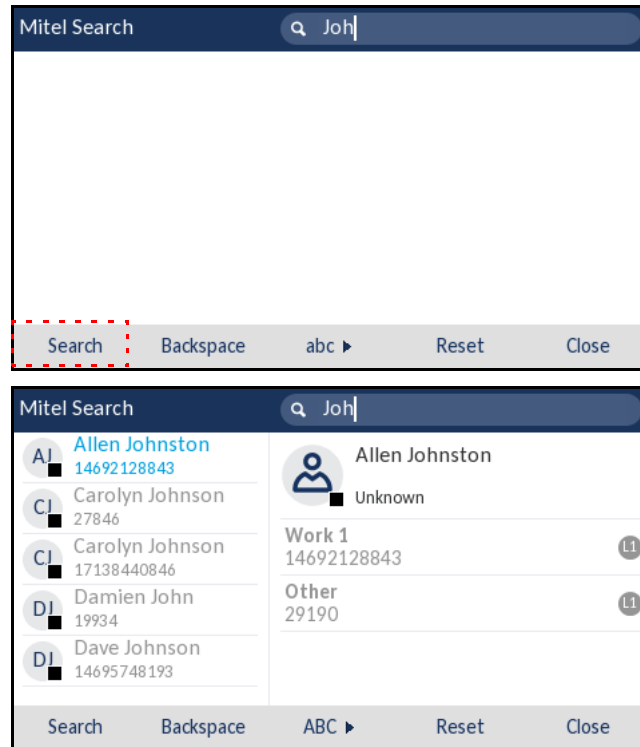 Mitel Search
Joh
Search Backspace abc Reset Close
Mitel Search
Joh
AJ Allen Johnston
14692128843
CJ Carolyn Johnson
27846
CJ Carolyn Johnson
17138440846
DJ Damien John
19934
DJ Dave Johnson
14695748193
Allen Johnston
Unknown
Work 1
14692128843
L1
Other
29190
L1
Search Backspace ABC Reset Close